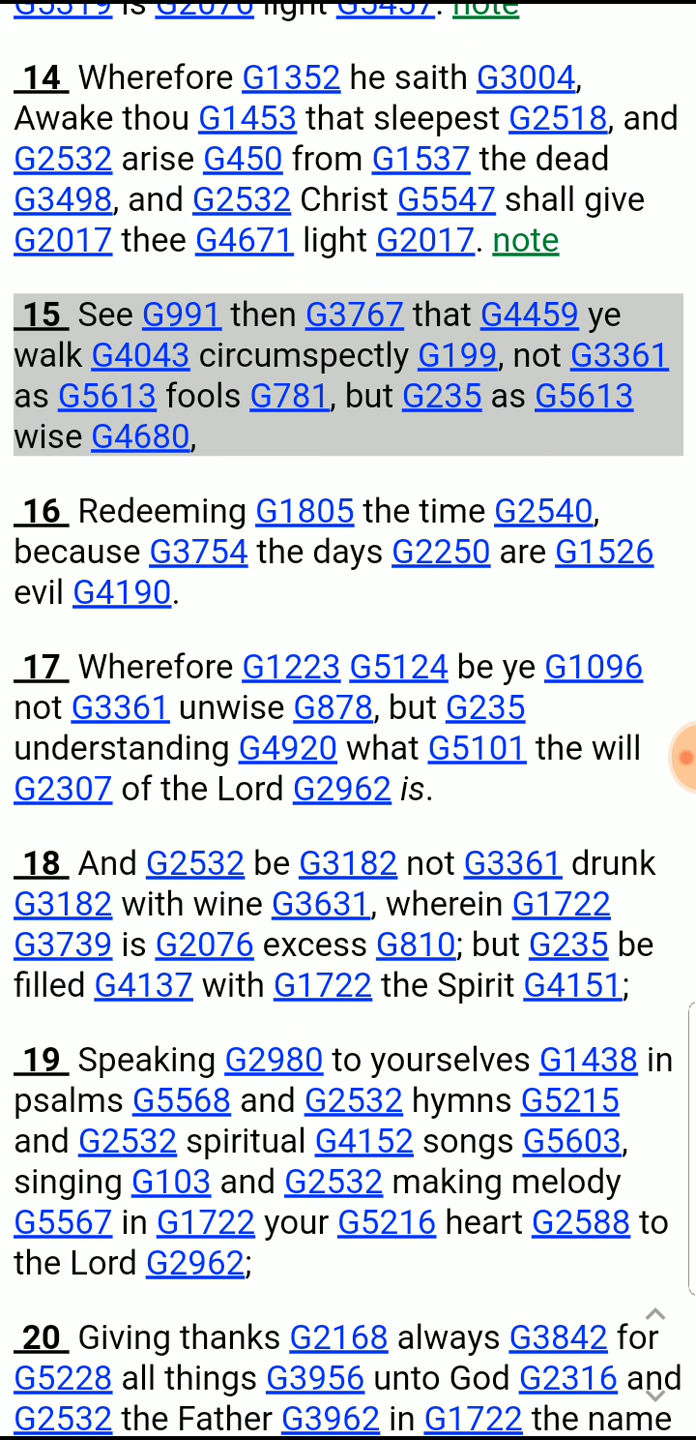 G5319 is G2076 light G5457. note
14 Wherefore G1352 he saith G3004,
Awake thou G1453 that sleepest G2518, and
G2532 arise G450 from G1537 the dead
G3498, and G2532 Christ G5547 shall give
G2017 thee G4671 light G2017. note
15 See G991 then G3767 that G4459 ye
walk G4043 circumspectly G199, not G3361
as G5613 fools G781, but G235 as G5613
wise G4680,
16 Redeeming G1805 the time G2540,
because G3754 the days G2250 are G1526
evil G4190.
17 Wherefore G1223 G5124 be ye G1096
not G3361 unwise G878, but G235
understanding G4920 what G5101 the will
G2307 of the Lord G2962 is.
18 And G2532 be G3182 not G3361 drunk
G3182 with wine G3631, wherein G1722
G3739 is G2076 excess G810; but G235 be
filled G4137 with G1722 the Spirit G4151;
19 Speaking G2980 to yourselves G1438 in
psalms G5568 and G2532 hymns G5215
and G2532 spiritual G4152 songs G5603,
singing G103 and G2532 making melody
G5567 in G1722 your G5216 heart G2588 to
the Lord G2962;
20 Giving thanks G2168 always G3842 for
G5228 all things G3956 unto God G2316 and
G2532 the Father G3962 in G1722 the name